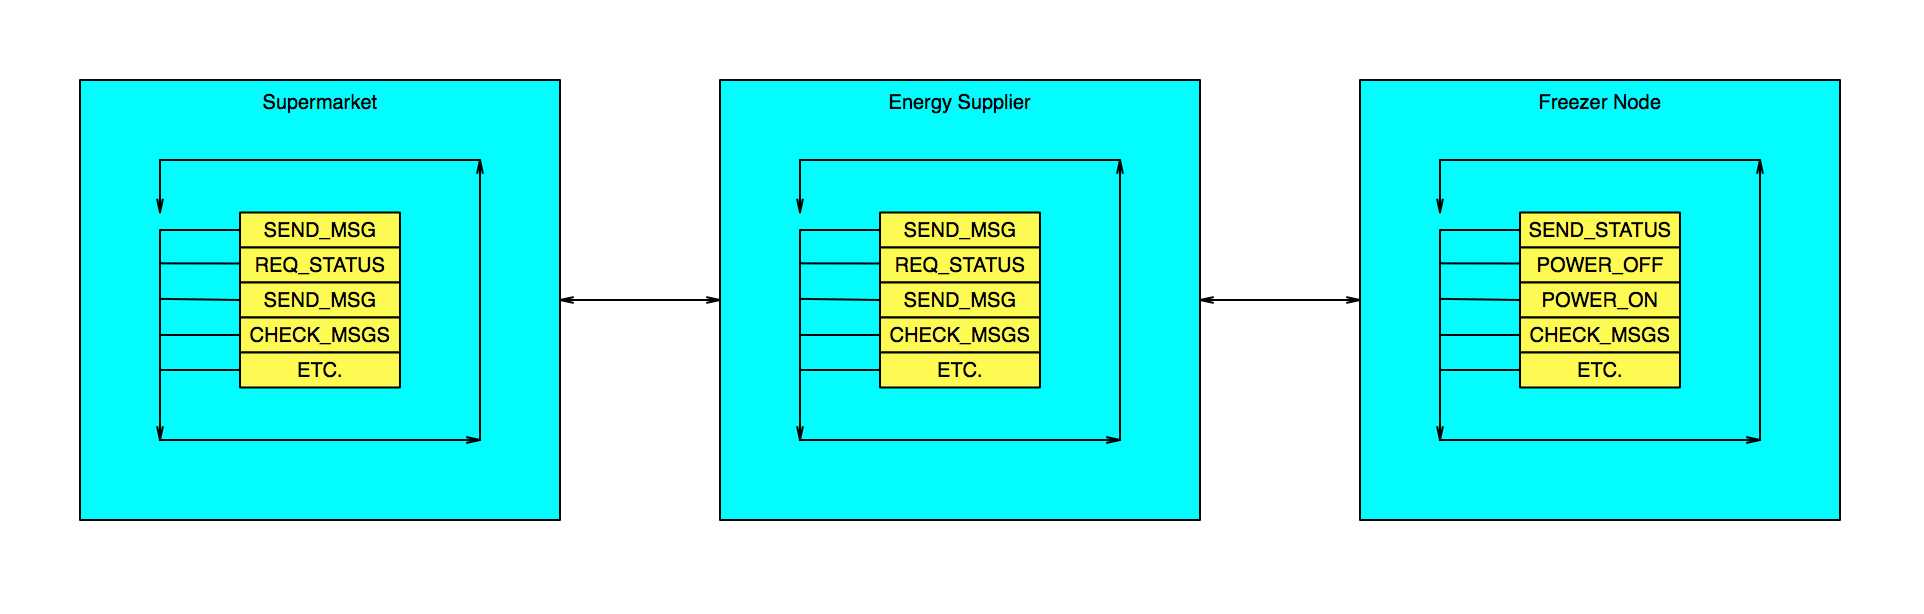 Supermarket
SEND_MSG
REQ_STATUS
SEND_MSG
CHECK_MSGS
ETC.
Energy Supplier
SEND_MSG
REQ_STATUS
SEND_MSG
CHECK_MSGS
ETC.
Freezer Node
SEND_STATUS
POWER_OFF
POWER_ON
CHECK_MSGS
ETC.